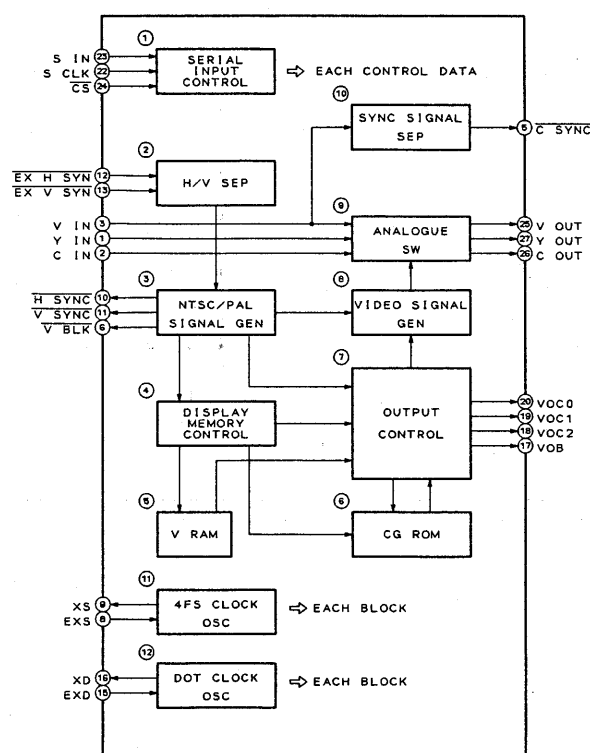 1
S IN 23 SERIAL
S CLK 22 INPUT ⇨ EACH CONTROL DATA
CS 24 CONTROL
10
SYNC SIGNAL 5 C SYNC
SEP
2
EX H SYN 12 H/V SEP
EX V SYN 13
9
V IN 3 25 V OUT
Y IN 1 ANALOGUE 27 Y OUT
C IN 2 SW 26 C OUT
3 8
H SYNC 10 NTSC/PAL VIDEO SIGNAL
V SYNC 11 SIGNAL GEN GEN
V BLK 6
7
4
DISPLAY OUTPUT 20 VOC0
MEMORY CONTROL 19 VOC1
CONTROL 18 VOC2
17 VOB
5 6
V RAM CG ROM
11
XS 9 4FS CLOCK ⇨ EACH BLOCK
EXS 8 OSC
12
XD 16 DOT CLOCK ⇨ EACH BLOCK
EXD 15 OSC